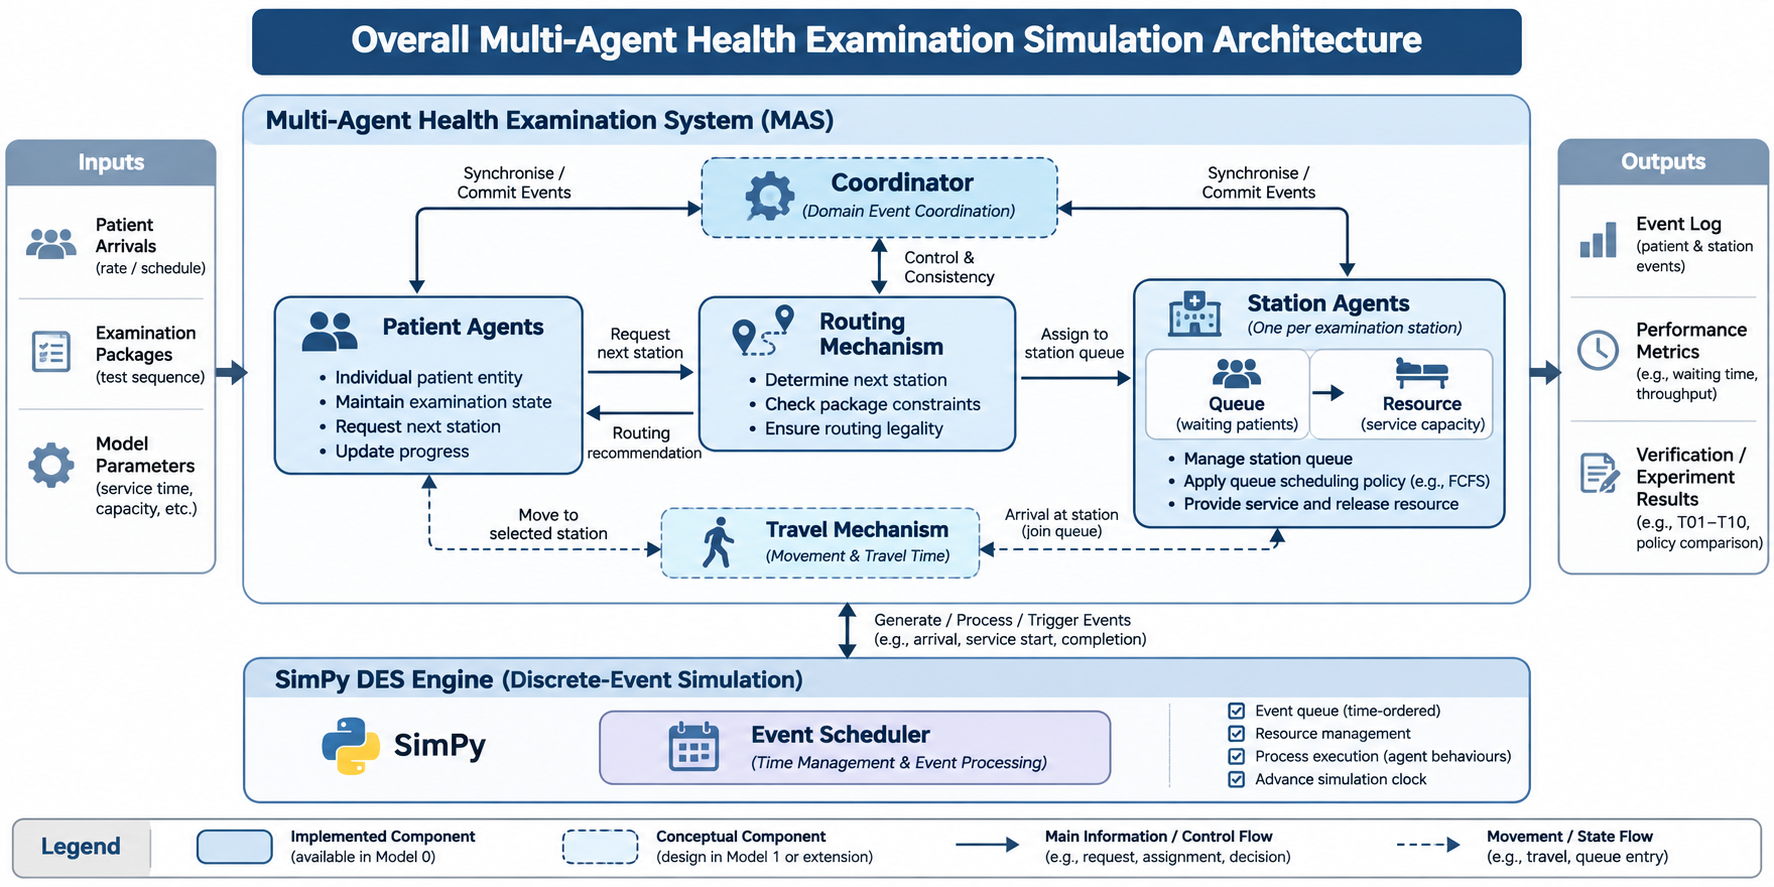 Overall Multi-Agent Health Examination Simulation Architecture
Inputs
Patient
Arrivals
(rate / schedule)
Examination
Packages
(test sequence)
Model
Parameters
(service time,
capacity, etc.)
Multi-Agent Health Examination System (MAS)
Synchronise /
Commit Events
Coordinator
(Domain Event Coordination)
Synchronise /
Commit Events
Control &
Consistency
Patient Agents
• Individual patient entity
• Maintain examination state
• Request next station
• Update progress
Request
next station
Routing
recommendation
Routing
Mechanism
• Determine next station
• Check package constraints
• Ensure routing legality
Assign to
station queue
Station Agents
(One per examination station)
Queue
(waiting patients)
Resource
(service capacity)
• Manage station queue
• Apply queue scheduling policy (e.g., FCFS)
• Provide service and release resource
Move to
selected station
Travel Mechanism
(Movement & Travel Time)
Arrival at station
(join queue)
Outputs
Event Log
(patient & station
events)
Performance
Metrics
(e.g., waiting time,
throughput)
Verification /
Experiment
Results
(e.g., T01–T10,
policy comparison)
Generate / Process / Trigger Events
(e.g., arrival, service start, completion)
SimPy DES Engine (Discrete-Event Simulation)
SimPy
Event Scheduler
(Time Management & Event Processing)
Event queue (time-ordered)
Resource management
Process execution (agent behaviours)
Advance simulation clock
Legend
Implemented Component
(available in Model 0)
Conceptual Component
(design in Model 1 or extension)
Main Information / Control Flow
(e.g., request, assignment, decision)
Movement / State Flow
(e.g., travel, queue entry)